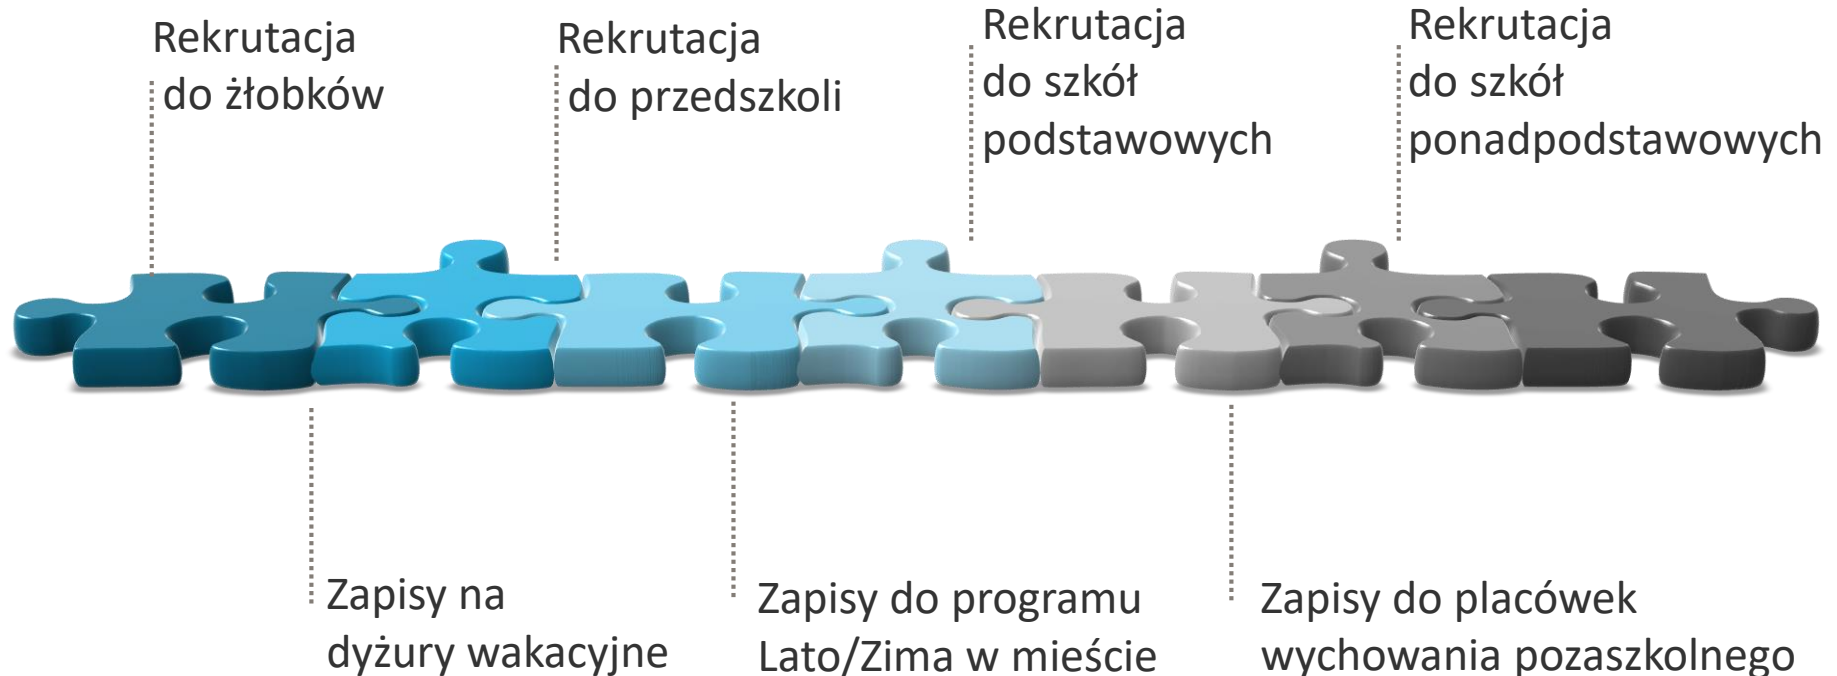 Rekrutacja
do żłobków
Rekrutacja
do przedszkoli
Rekrutacja
do szkół
podstawowych
Rekrutacja
do szkół
ponadpodstawowych
Zapisy na
dyżury wakacyjne
Zapisy do programu
Lato/Zima w mieście
Zapisy do placówek
wychowania pozaszkolnego